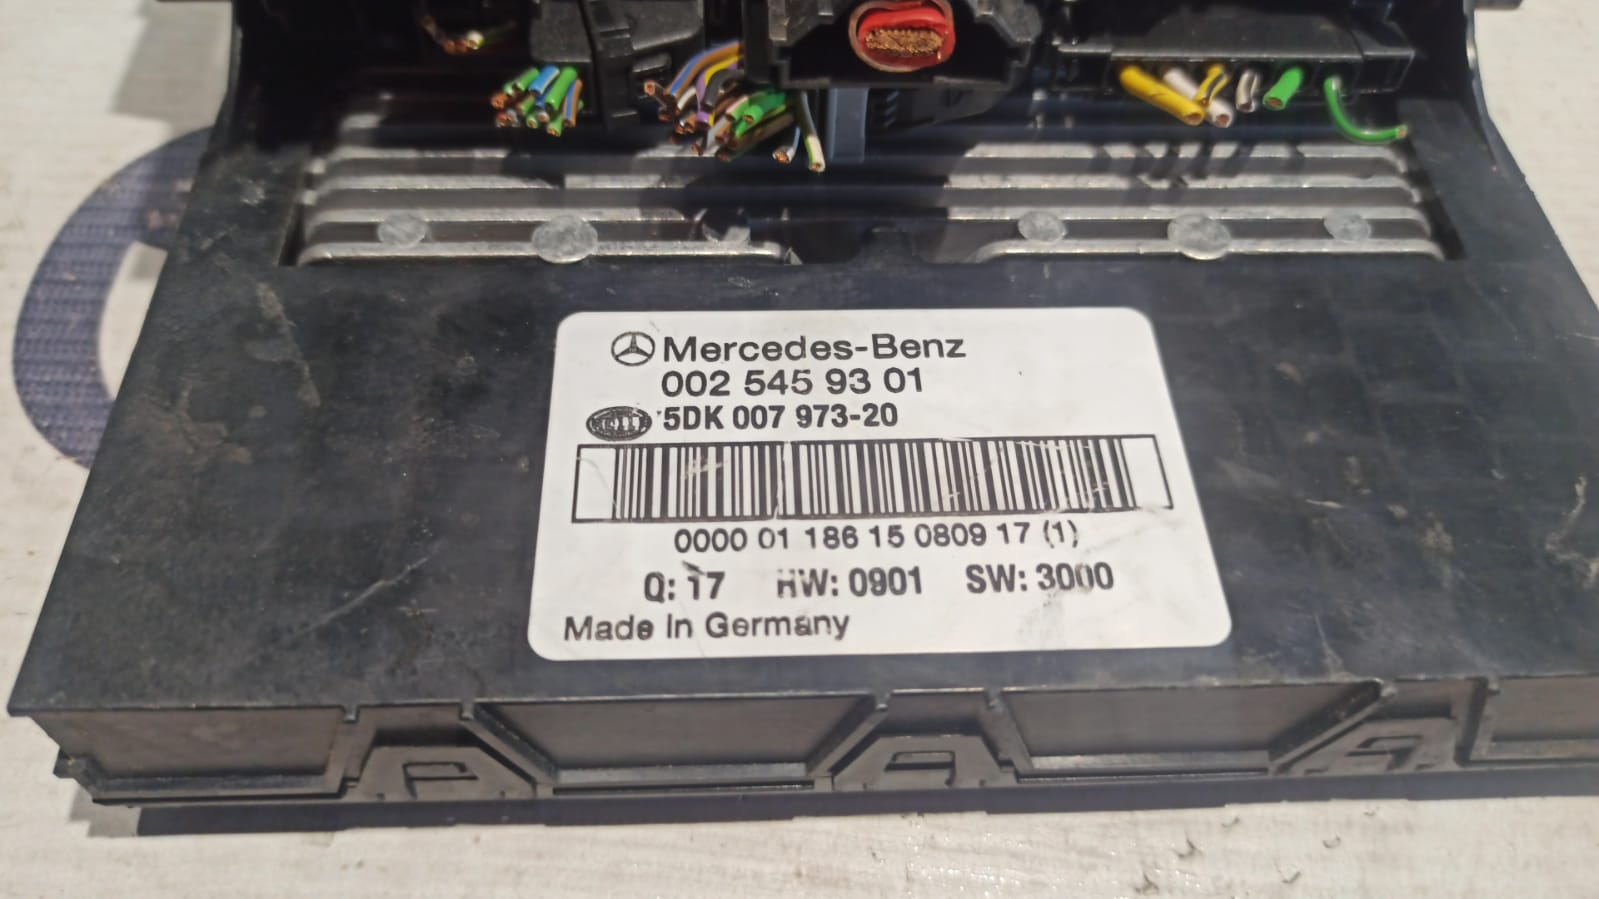 Mercedes-Benz
002 545 93 01
5DK 007 973-20
0000 01 186 15 0809 17 (1)
Q: 17 HW: 0901 SW: 3000
Made in Germany